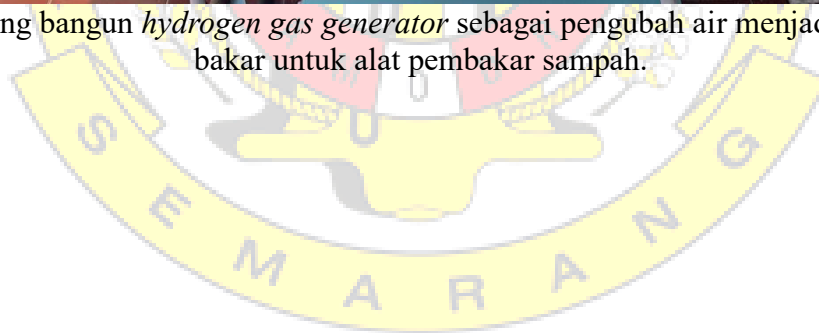 ng bangun hydrogen gas generator sebagai pengubah air menjad
bakar untuk alat pembakar sampah.
SEMARANG